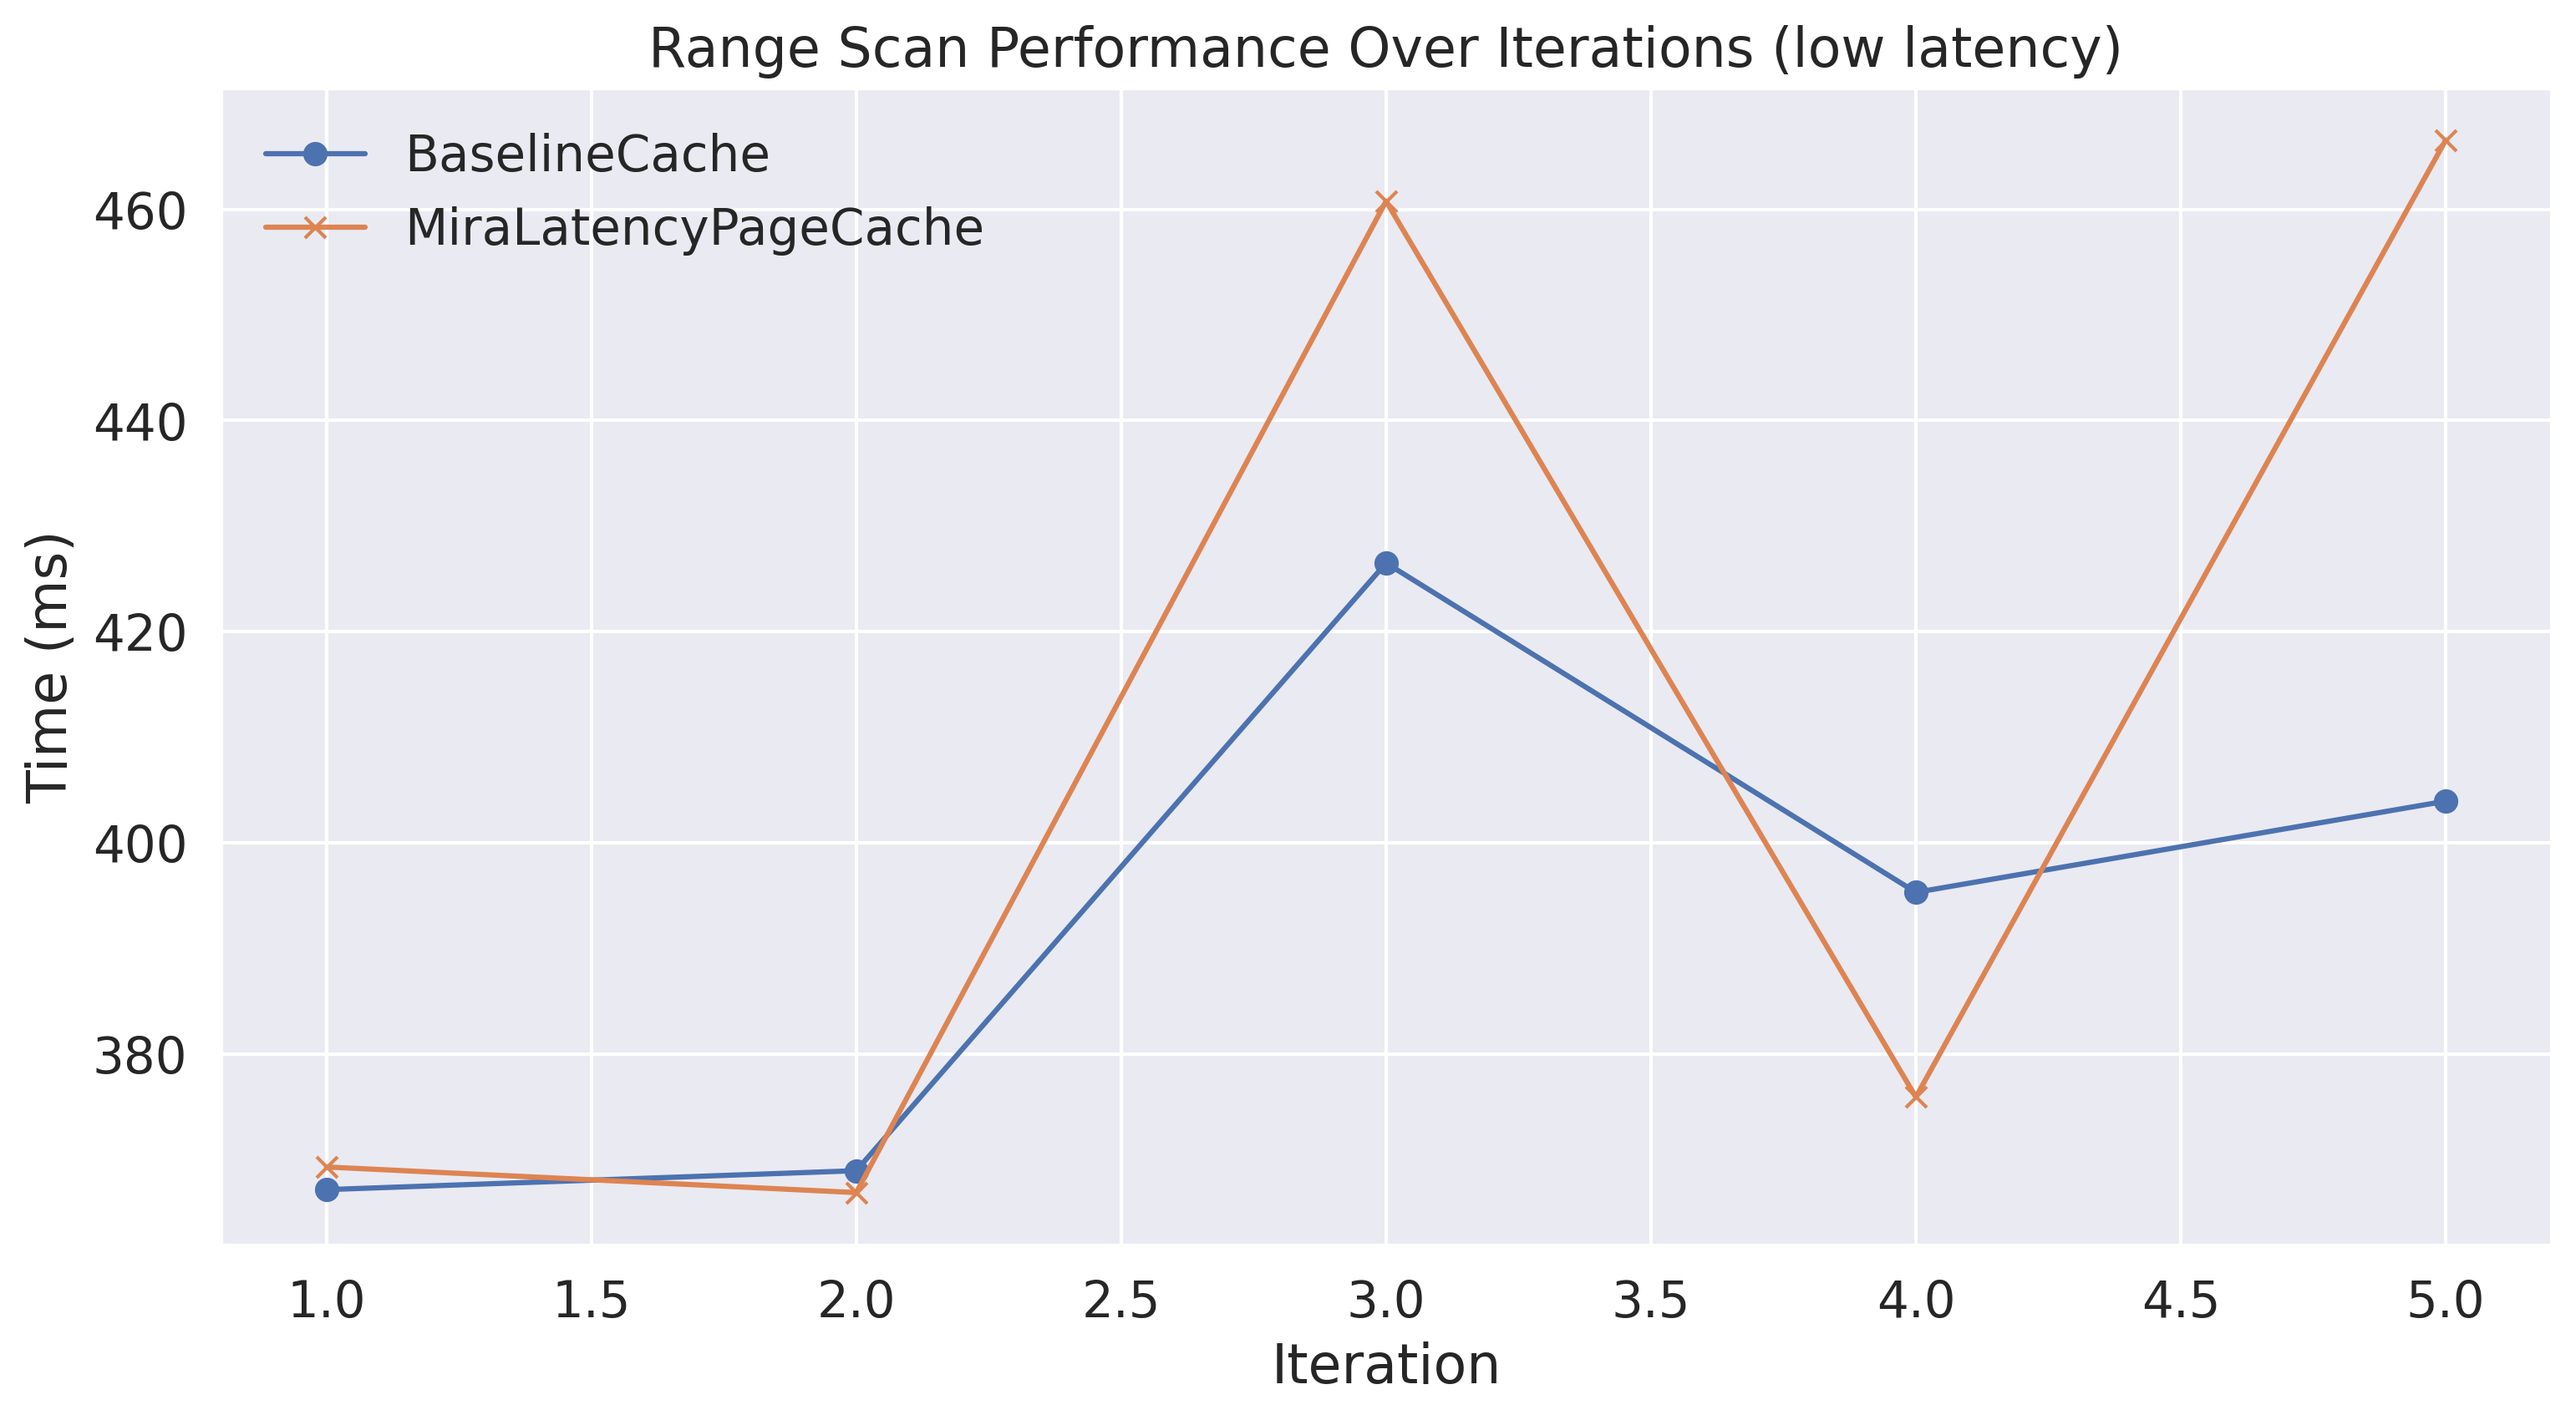 Range Scan Performance Over Iterations (low latency)
BaselineCache
MiraLatencyPageCache
Time (ms)
460
440
420
400
380
1.0 1.5 2.0 2.5 3.0 3.5 4.0 4.5 5.0
Iteration